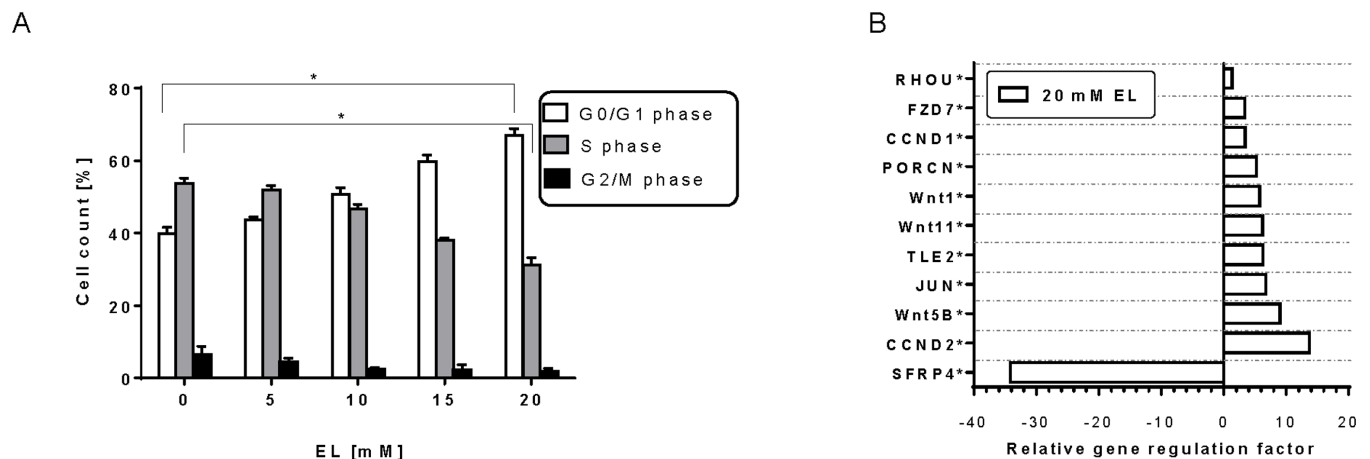 A
*
*
80
60
40
20
0
Cell count [%]
0 5 10 15 20
EL [mM]
G0/G1 phase
S phase
G2/M phase
B
20 mM EL
RHOU*
FZD7*
CCND1*
PORCN*
Wnt1*
Wnt11*
TLE2*
JUN*
Wnt5B*
CCND2*
SFRP4*
-40 -30 -20 -10 0 10 20
Relative gene regulation factor